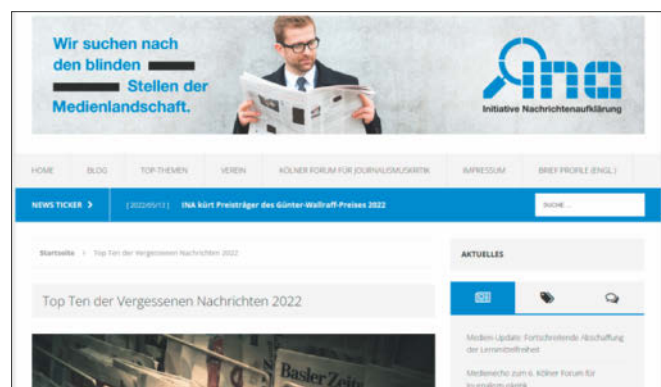 Wir suchen nach
den blinden
Stellen der
Medienlandschaft.
ina
Initiative Nachrichtenaufklärung
HOME BLOG TOP-THEMEN VEREIN KÖLNER FORUM FÜR JOURNALISMUSKRITIK IMPRESSUM BRIEF PROFILE (ENGL.)
NEWS TICKER [ 2022/05/13 ] INA kürt Preisträger des Günter-Wallraff-Preises 2022 SUCHE …
Startseite Top Ten der Vergessenen Nachrichten 2022
AKTUELLES
Top Ten der Vergessenen Nachrichten 2022
Medien-Update: Fortschreitende Abschaffung
der Lernmittelfreiheit
Medienecho zum 6. Kölner Forum für
Journalismuskritik
Basler Zeit